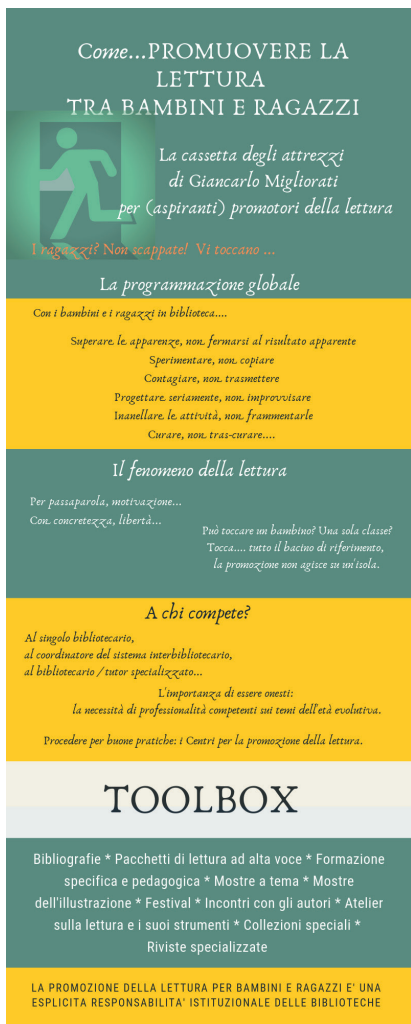 Come...PROMUOVERE LA
LETTURA
TRA BAMBINI E RAGAZZI
La cassetta degli attrezzi
di Giancarlo Migliorati
per (aspiranti) promotori della lettura
I ragazzi? Non scappate! Vi toccano ...
La programmazione globale
Con i bambini e i ragazzi in biblioteca....
Superare le apparenze, non fermarsi al risultato apparente
Sperimentare, non copiare
Contagiare, non trasmettere
Progettare seriamente, non improvvisare
Inanellare le attività, non frammentarle
Curare, non tras-curare....
Il fenomeno della lettura
Per passaparola, motivazione...
Con concretezza, libertà...
Può toccare un bambino? Una sola classe?
Tocca.... tutto il bacino di riferimento,
la promozione non agisce su un'isola.
A chi compete?
Al singolo bibliotecario,
al coordinatore del sistema interbibliotecario,
al bibliotecario / tutor specializzato...
L'importanza di essere onesti:
la necessità di professionalità competenti sui temi dell'età evolutiva.
Procedere per buone pratiche: i Centri per la promozione della lettura.
TOOLBOX
Bibliografie * Pacchetti di lettura ad alta voce * Formazione
specifica e pedagogica * Mostre a tema * Mostre
dell'illustrazione * Festival * Incontri con gli autori * Atelier
sulla lettura e i suoi strumenti * Collezioni speciali *
Riviste specializzate
LA PROMOZIONE DELLA LETTURA PER BAMBINI E RAGAZZI E' UNA
ESPLICITA RESPONSABILITA' ISTITUZIONALE DELLE BIBLIOTECHE